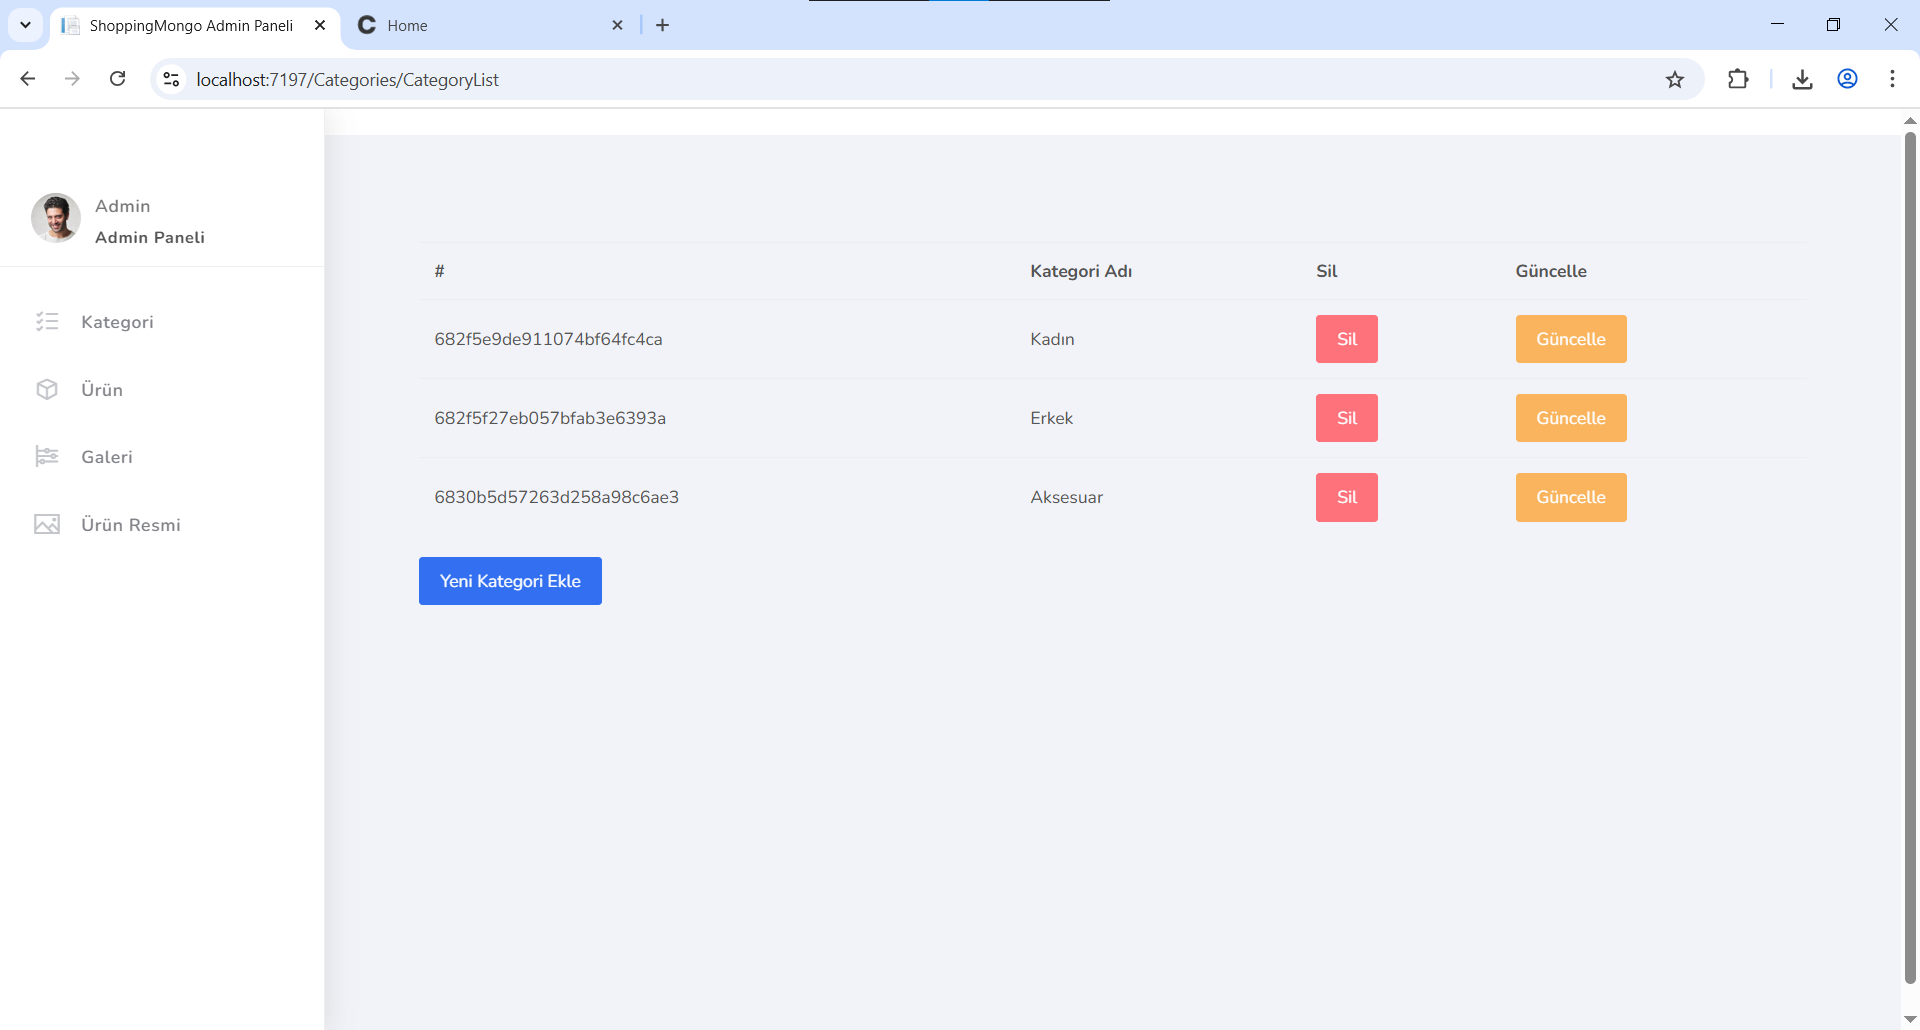 ShoppingMongo Admin Paneli
Home
localhost:7197/Categories/CategoryList
Admin
Admin Paneli
Kategori
Ürün
Galeri
Ürün Resmi
# Kategori Adı Sil Güncelle
682f5e9de911074bf64fc4ca Kadın Sil Güncelle
682f5f27eb057bfab3e6393a Erkek Sil Güncelle
6830b5d57263d258a98c6ae3 Aksesuar Sil Güncelle
Yeni Kategori Ekle